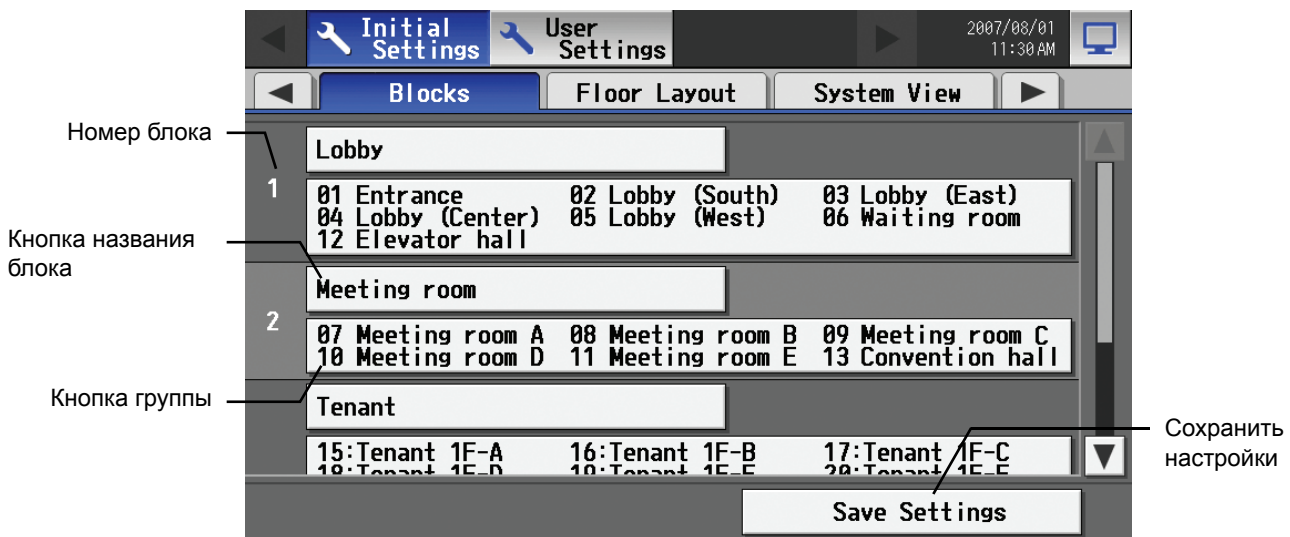 Initial Settings
User Settings
2007/08/01
11:30 AM
Blocks
Floor Layout
System View
Номер блока
Lobby
1
01 Entrance 02 Lobby (South) 03 Lobby (East)
04 Lobby (Center) 05 Lobby (West) 06 Waiting room
12 Elevator hall
Кнопка названия
блока
Meeting room
2
07 Meeting room A 08 Meeting room B 09 Meeting room C
10 Meeting room D 11 Meeting room E 13 Convention hall
Кнопка группы
Tenant
15:Tenant 1F-A 16:Tenant 1F-B 17:Tenant 1F-C
Сохранить
настройки
Save Settings